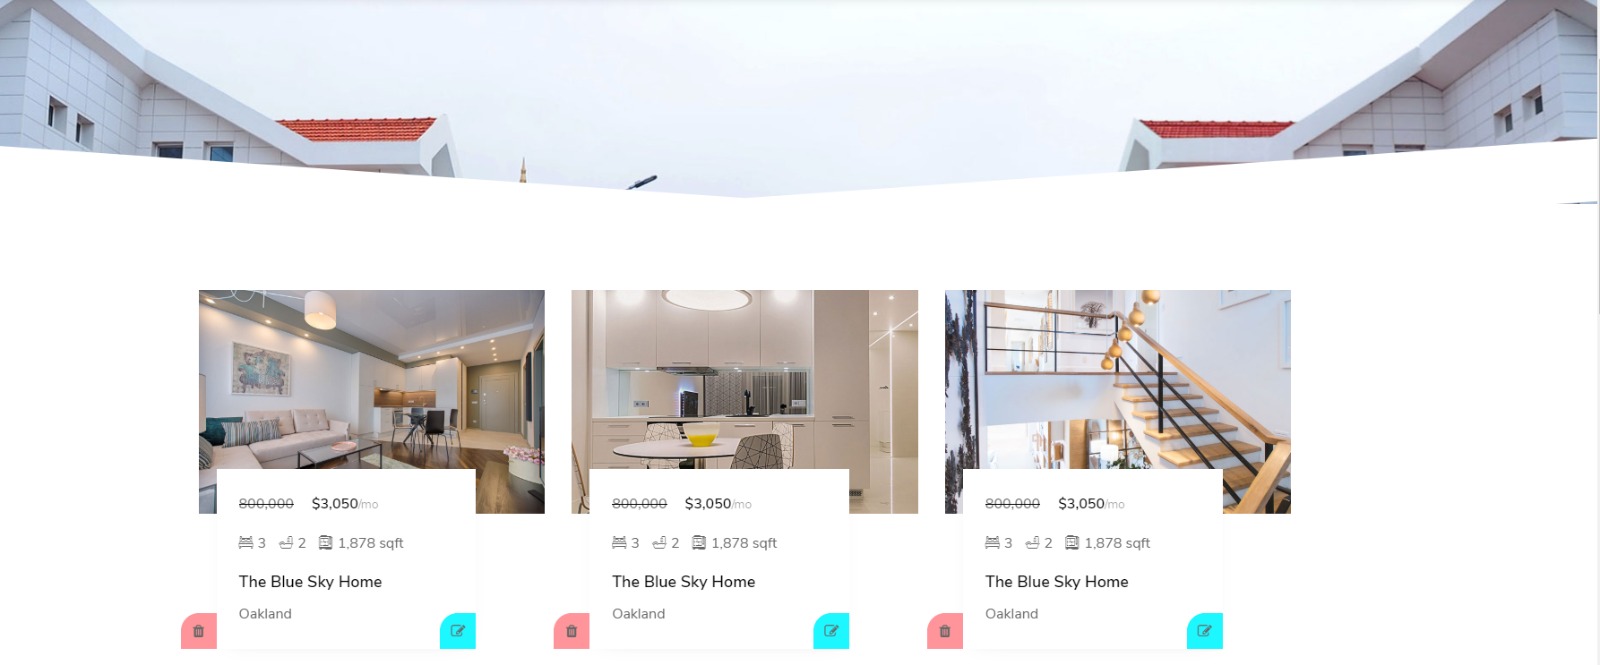 800,000 $3,050/mo
3 2 1,878 sqft
The Blue Sky Home
Oakland
800,000 $3,050/mo
3 2 1,878 sqft
The Blue Sky Home
Oakland
800,000 $3,050/mo
3 2 1,878 sqft
The Blue Sky Home
Oakland